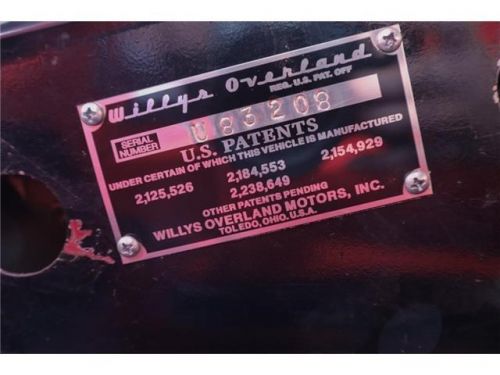 Willys Overland
REG. U.S. PAT. OFF
SERIAL NUMBER U 83208
U.S. PATENTS
UNDER CERTAIN OF WHICH THIS VEHICLE IS MANUFACTURED
2,125,526 2,184,553 2,154,929
2,238,649
OTHER PATENTS PENDING
WILLYS OVERLAND MOTORS, INC.
TOLEDO, OHIO. U.S.A.